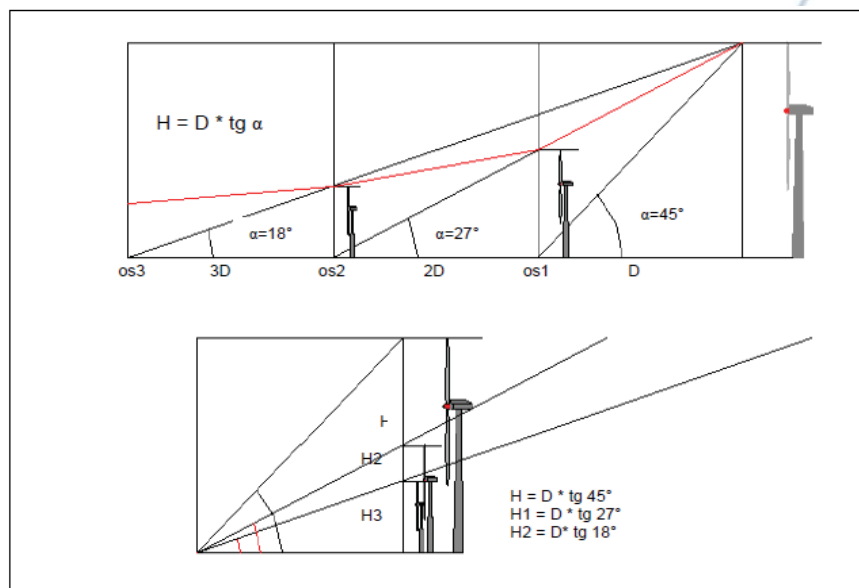 H = D * tg α
α=18°
α=27°
α=45°
os3 3D os2 2D os1 D
H
H2
H3
H = D * tg 45°
H1 = D * tg 27°
H2 = D* tg 18°